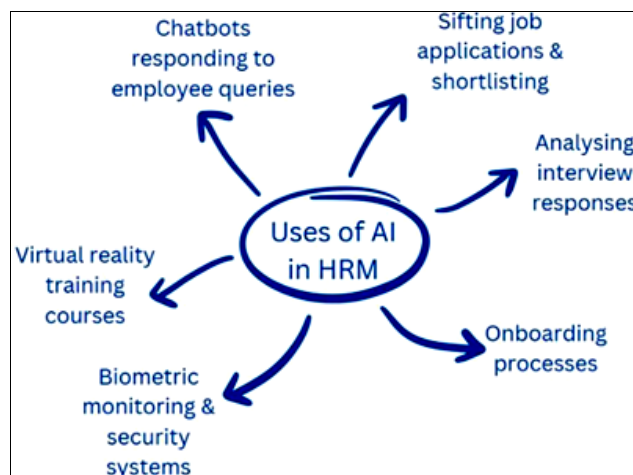 Chatbots
responding to
employee queries
Sifting job
applications &
shortlisting
Analysing
interview
responses
Uses of AI
in HRM
Virtual reality
training
courses
Onboarding
processes
Biometric
monitoring &
security
systems